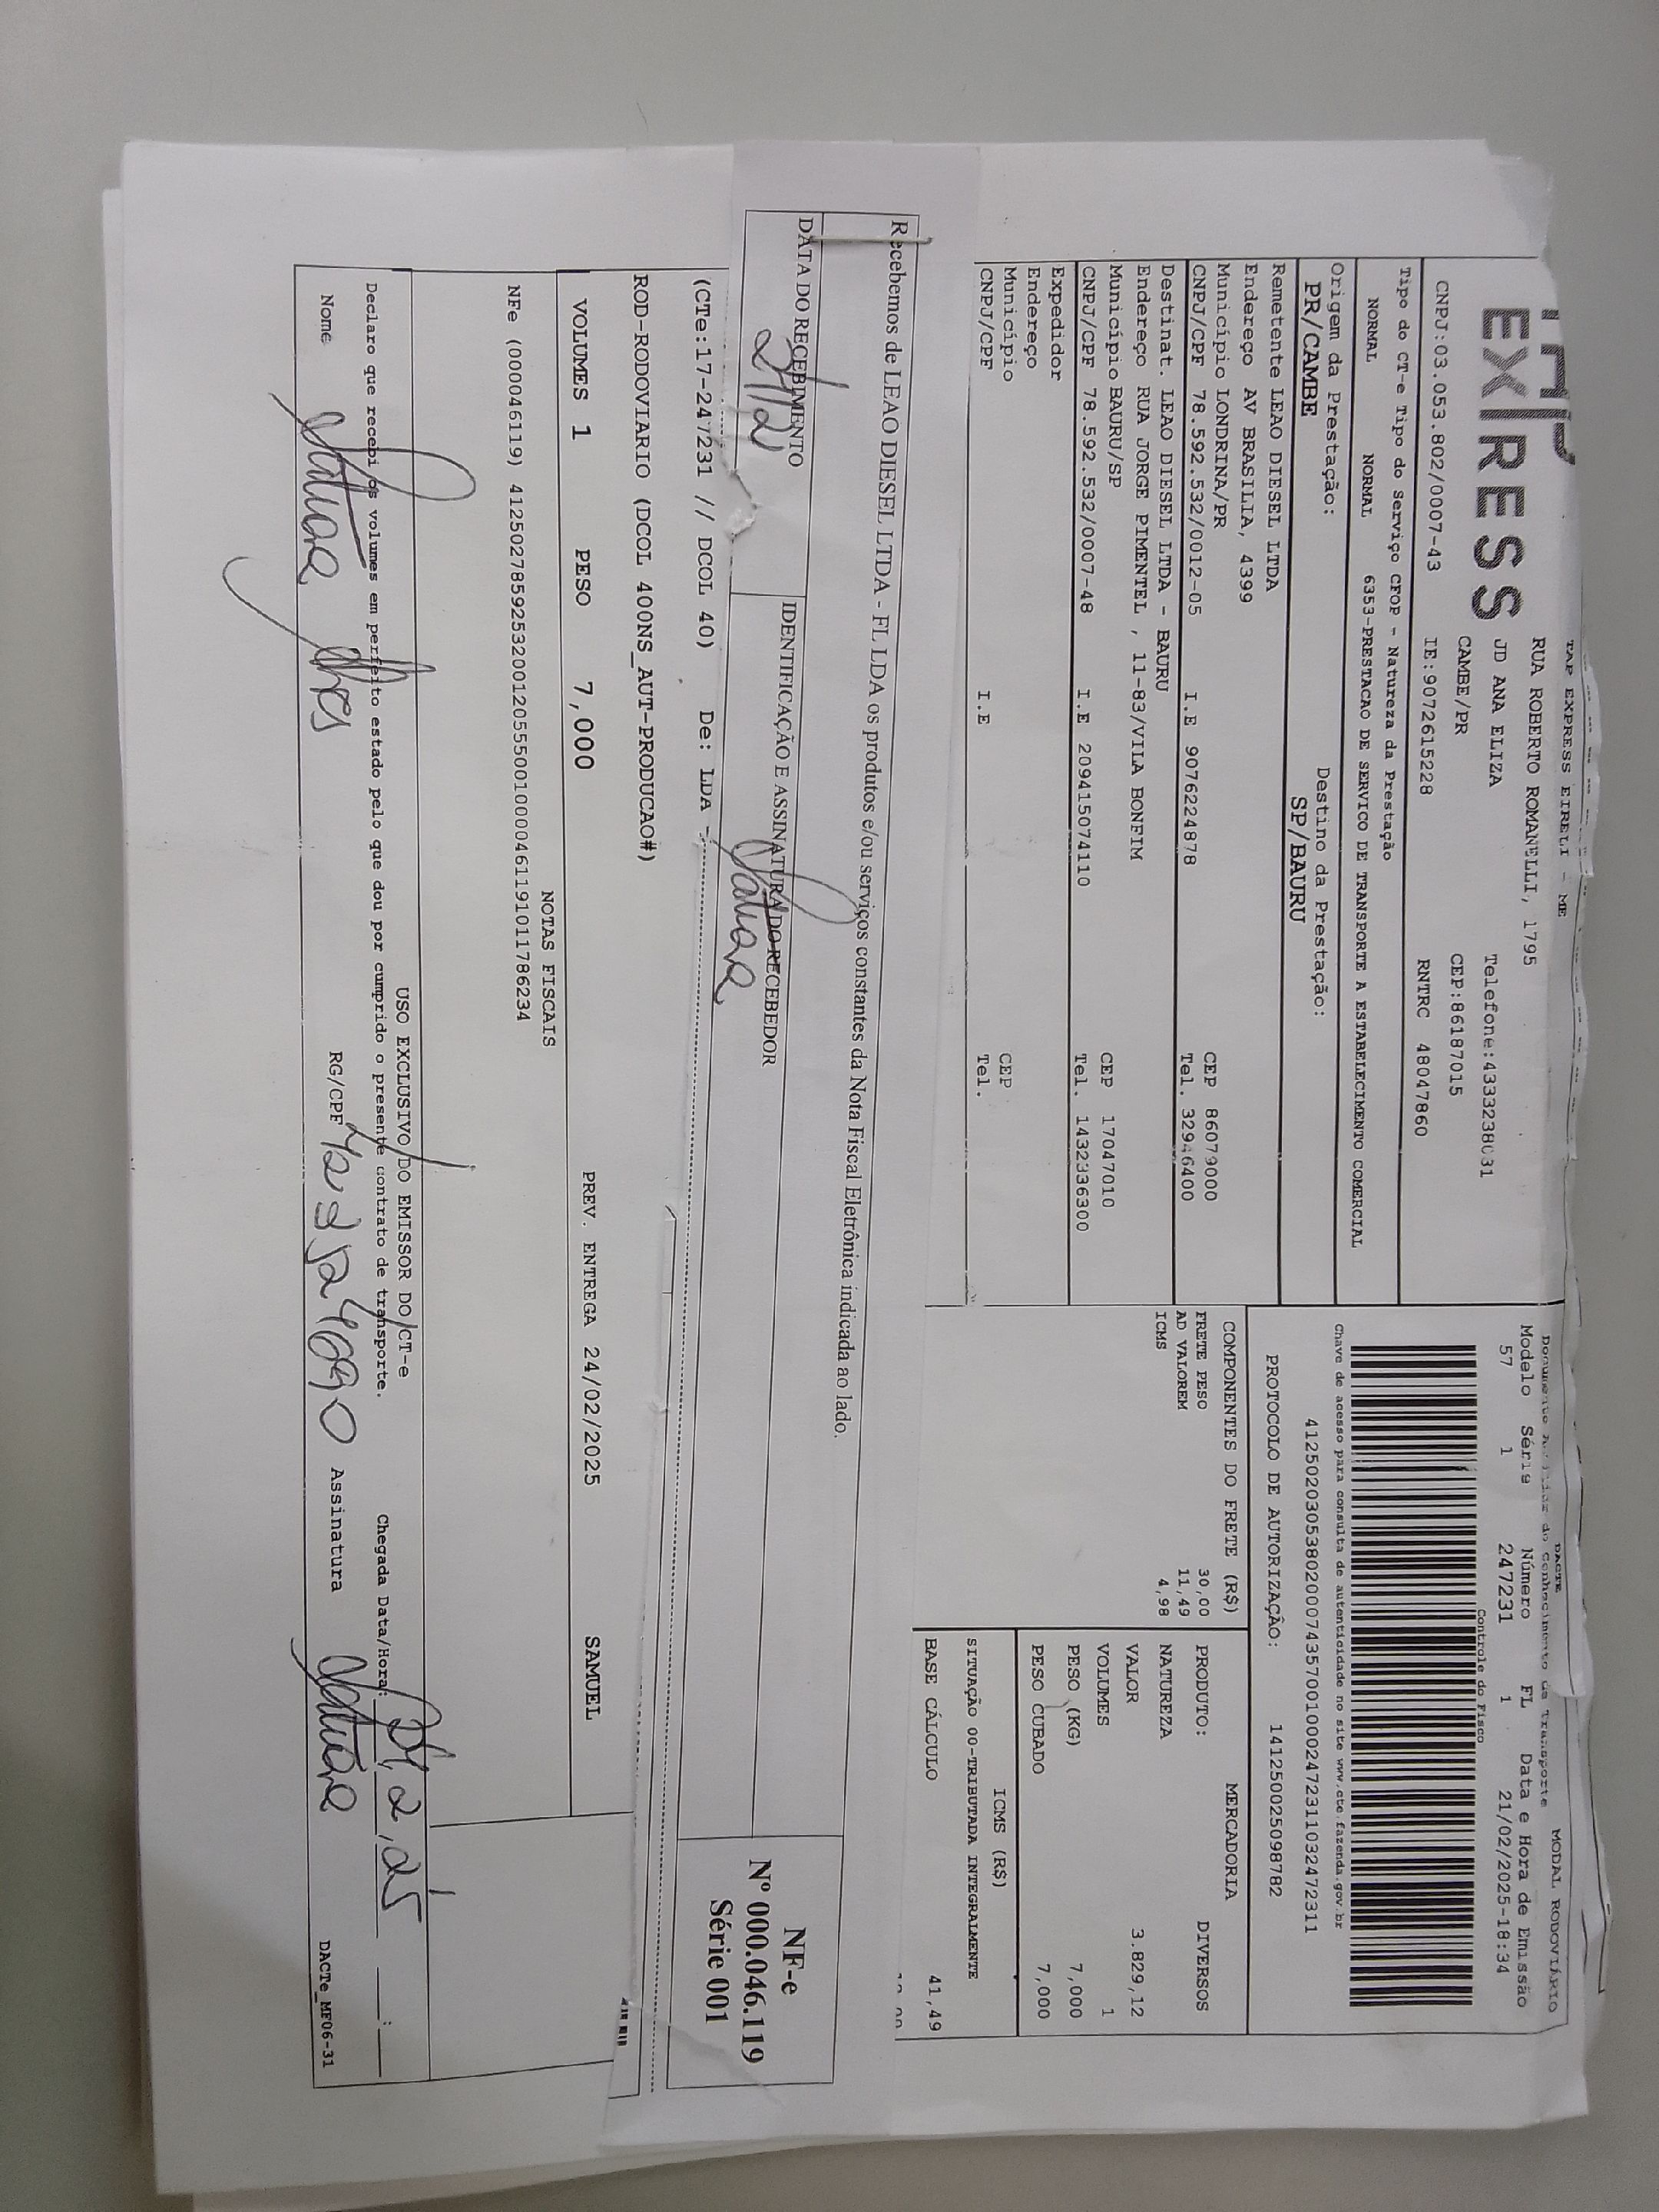 EXPRESS
TAP EXPRESS EIRELI - ME
RUA ROBERTO ROMANELLI, 1795
JD ANA ELIZA
Telefone:4333238031
CAMBE/PR
CEP:86187015
CNPJ:03.053.802/0007-43
IE:9072615228
RNTRC 48047860
DACTE
MODAL RODOVIÁRIO
Modelo Série Número FL Data e Hora de Emissão
57 1 247231 1 21/02/2025-18:34
Controle do Fisco
Chave de acesso para consulta de autenticidade no site www.cte.fazenda.gov.br
41250203053802000743570010002472311032472311
PROTOCOLO DE AUTORIZAÇÃO: 141250025098782
Tipo do CT-e Tipo do Serviço CFOP - Natureza da Prestação
NORMAL NORMAL 6353-PRESTACAO DE SERVICO DE TRANSPORTE A ESTABELECIMENTO COMERCIAL
Origem da Prestação: Destino da Prestação:
PR/CAMBE SP/BAURU
Remetente LEAO DIESEL LTDA
Endereço AV BRASILIA, 4399
Município LONDRINA/PR CEP 86079000
CNPJ/CPF 78.592.532/0012-05 I.E 9076224878 Tel. 32946400
Destinat. LEAO DIESEL LTDA - BAURU
Endereço RUA JORGE PIMENTEL , 11-83/VILA BONFIM
Município BAURU/SP CEP 17047010
CNPJ/CPF 78.592.532/0007-48 I.E 209415074110 Tel. 1432336300
Expedidor
Endereço
Município CEP
CNPJ/CPF I.E Tel.
COMPONENTES DO FRETE (R$)
FRETE PESO 30,00
AD VALOREM 11,49
ICMS 4,98
MERCADORIA
PRODUTO: DIVERSOS
NATUREZA
VALOR 3.829,12
VOLUMES 1
PESO (KG) 7,000
PESO CUBADO 7,000
ICMS (R$)
SITUAÇÃO 00-TRIBUTADA INTEGRALMENTE
BASE CÁLCULO 41,49
Recebemos de LEAO DIESEL LTDA - FL LDA os produtos e/ou serviços constantes da Nota Fiscal Eletrônica indicada ao lado.
DATA DO RECEBIMENTO
IDENTIFICAÇÃO E ASSINATURA DO RECEBEDOR
NF-e
Nº 000.046.119
Série 001
(CTe:17-247231 // DCOL 40) De: LDA -
ROD-RODOVIARIO (DCOL 400NS_AUT-PRODUCAO#)
VOLUMES 1 PESO 7,000 PREV. ENTREGA 24/02/2025 SAMUEL
NOTAS FISCAIS
NFe (000046119) 41250278592532001205550010000461191011786234
USO EXCLUSIVO DO EMISSOR DO CT-e
Declaro que recebi os volumes em perfeito estado pelo que dou por cumprido o presente contrato de transporte.
Chegada Data/Hora:
Nome
RG/CPF
Assinatura
DACTe_MF06-31